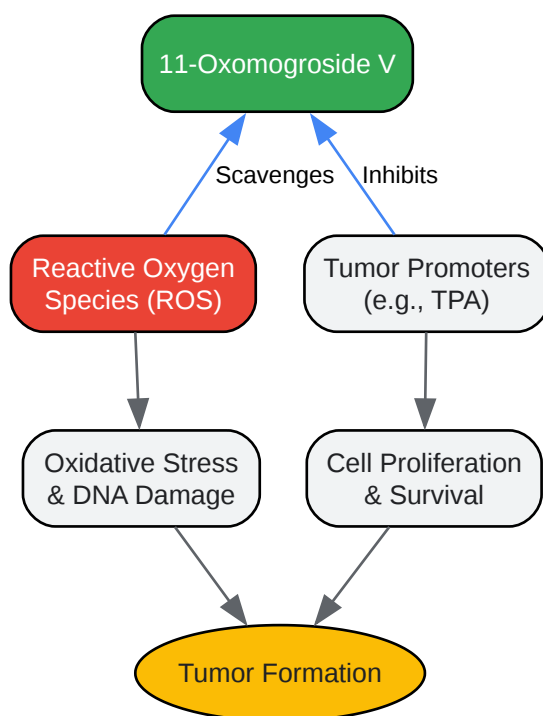 11-Oxomogroside V
Scavenges
Inhibits
Reactive Oxygen
Species (ROS)
Tumor Promoters
(e.g., TPA)
Oxidative Stress
& DNA Damage
Cell Proliferation
& Survival
Tumor Formation